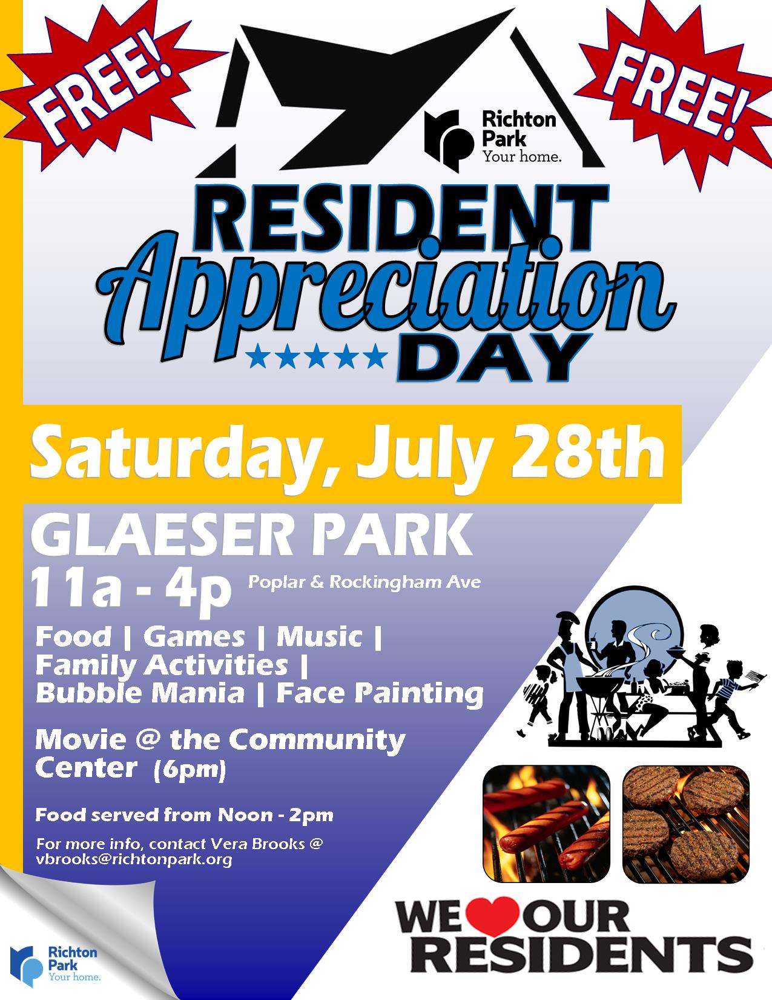 FREE!
FREE!
Richton
Park
Your home.
RESIDENT
Appreciation
DAY
Saturday, July 28th
GLAESER PARK
11a - 4p Poplar & Rockingham Ave
Food | Games | Music |
Family Activities |
Bubble Mania | Face Painting
Movie @ the Community
Center (6pm)
Food served from Noon - 2pm
For more info, contact Vera Brooks @
vbrooks@richtonpark.org
WE OUR
RESIDENTS
Richton
Park
Your home.